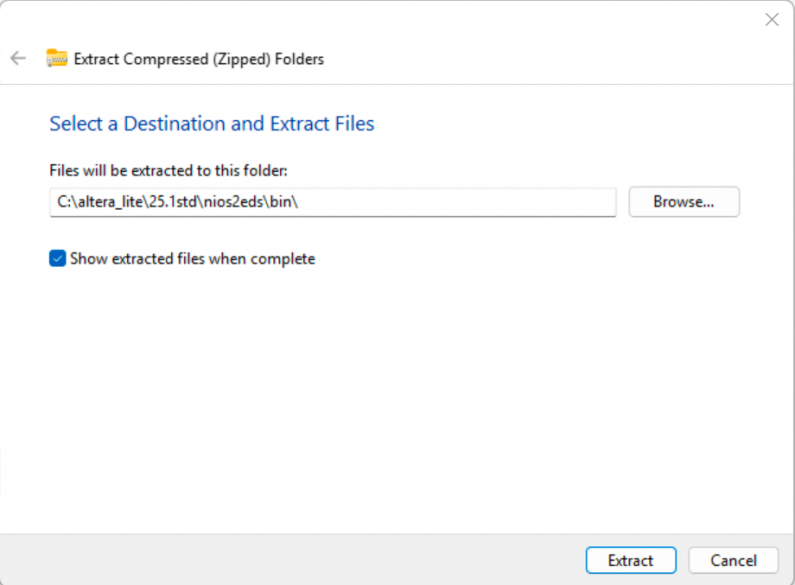 Extract Compressed (Zipped) Folders
Select a Destination and Extract Files
Files will be extracted to this folder:
C:\altera_lite\25.1std\nios2eds\bin\
Browse...
Show extracted files when complete
Extract
Cancel